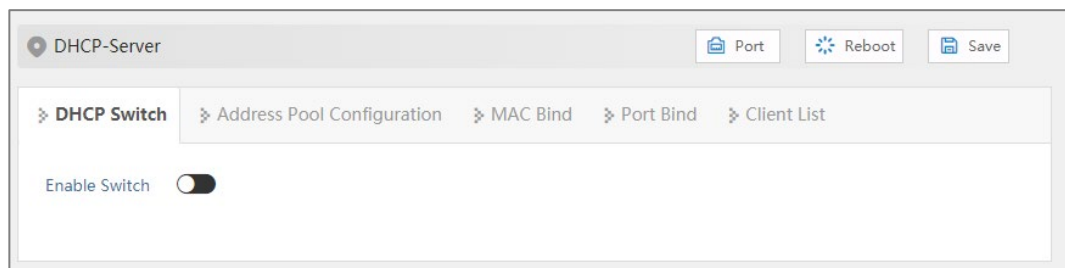 DHCP-Server Port Reboot Save
DHCP Switch Address Pool Configuration MAC Bind Port Bind Client List
Enable Switch